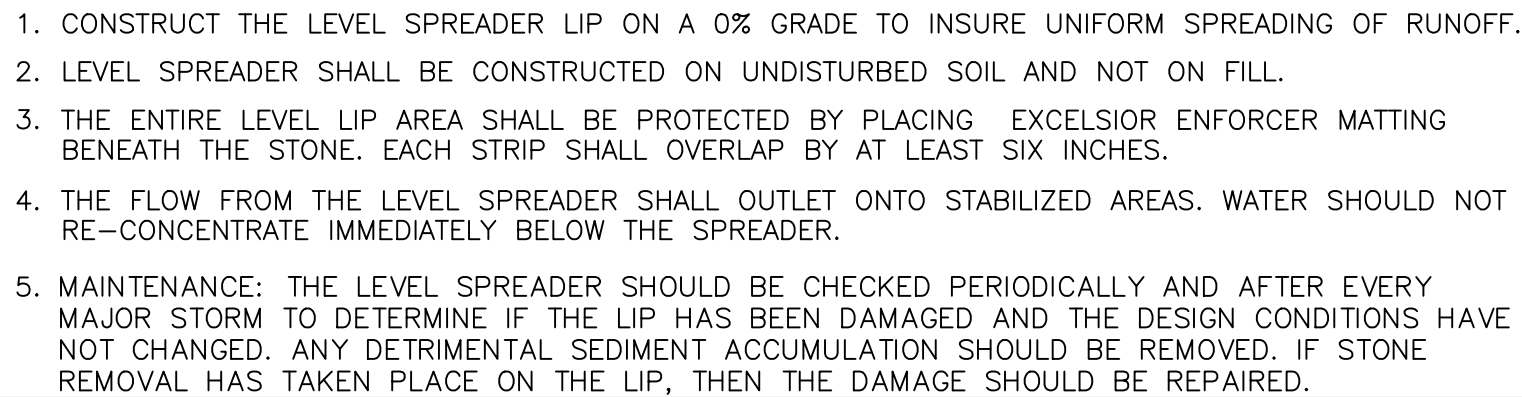 1. CONSTRUCT THE LEVEL SPREADER LIP ON A 0% GRADE TO INSURE UNIFORM SPREADING OF RUNOFF.
2. LEVEL SPREADER SHALL BE CONSTRUCTED ON UNDISTURBED SOIL AND NOT ON FILL.
3. THE ENTIRE LEVEL LIP AREA SHALL BE PROTECTED BY PLACING  EXCELSIOR ENFORCER MATTING
BENEATH THE STONE. EACH STRIP SHALL OVERLAP BY AT LEAST SIX INCHES.
4. THE FLOW FROM THE LEVEL SPREADER SHALL OUTLET ONTO STABILIZED AREAS. WATER SHOULD NOT
RE-CONCENTRATE IMMEDIATELY BELOW THE SPREADER.
5. MAINTENANCE:  THE LEVEL SPREADER SHOULD BE CHECKED PERIODICALLY AND AFTER EVERY
MAJOR STORM TO DETERMINE IF THE LIP HAS BEEN DAMAGED AND THE DESIGN CONDITIONS HAVE
NOT CHANGED. ANY DETRIMENTAL SEDIMENT ACCUMULATION SHOULD BE REMOVED. IF STONE
REMOVAL HAS TAKEN PLACE ON THE LIP, THEN THE DAMAGE SHOULD BE REPAIRED.